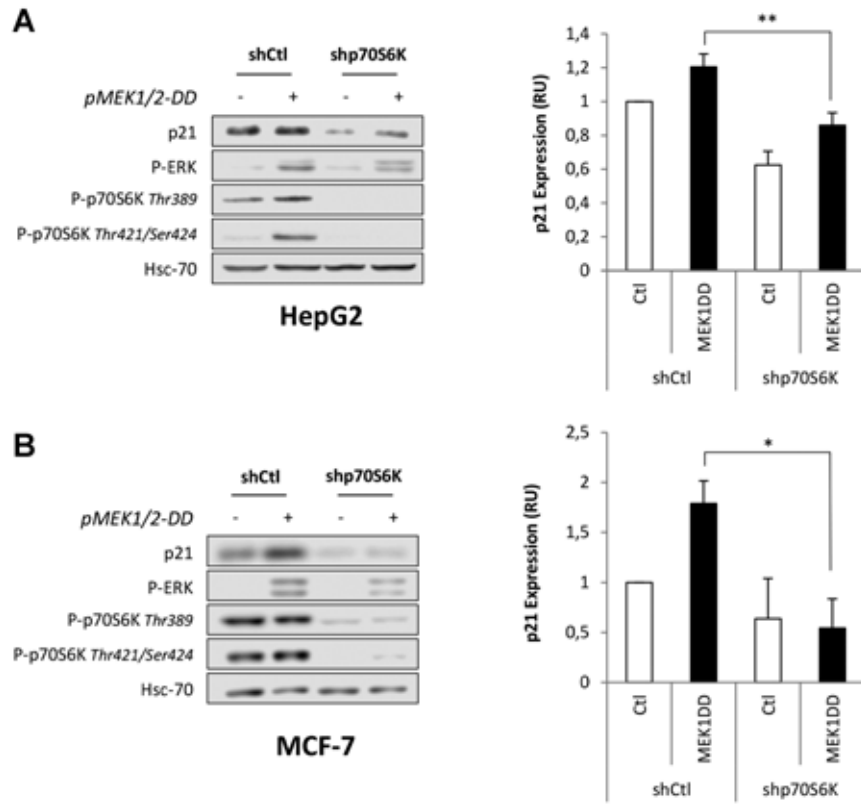 A
shCtl shp70S6K
pMEK1/2-DD - + - +
p21
P-ERK
P-p70S6K Thr389
P-p70S6K Thr421/Ser424
Hsc-70
HepG2
**
p21 Expression (RU)
1,4
1,2
1
0,8
0,6
0,4
0,2
0
Ctl MEK1DD Ctl MEK1DD
shCtl shp70S6K
B
shCtl shp70S6K
pMEK1/2-DD - + - +
p21
P-ERK
P-p70S6K Thr389
P-p70S6K Thr421/Ser424
Hsc-70
MCF-7
*
p21 Expression (RU)
2,5
2
1,5
1
0,5
0
Ctl MEK1DD Ctl MEK1DD
shCtl shp70S6K